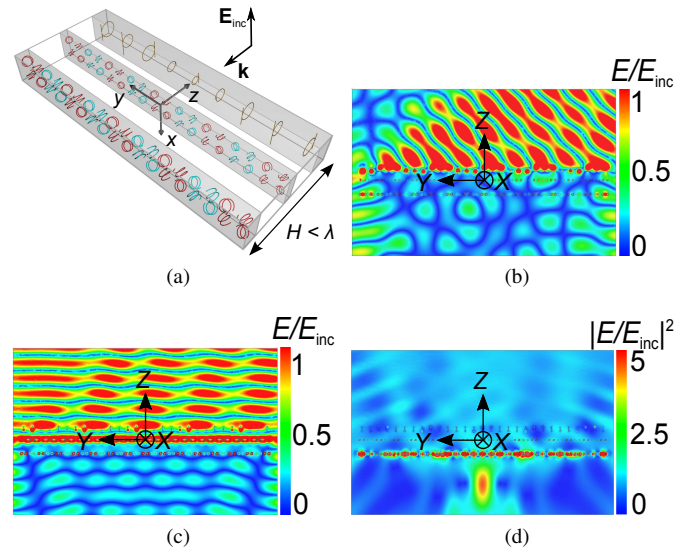 E_inc
k
y
z
x
H < λ
(a)
E/E_inc
1
0.5
0
Z
Y
X
(b)
E/E_inc
1
0.5
0
Z
Y
X
(c)
|E/E_inc|²
5
2.5
0
Z
Y
X
(d)